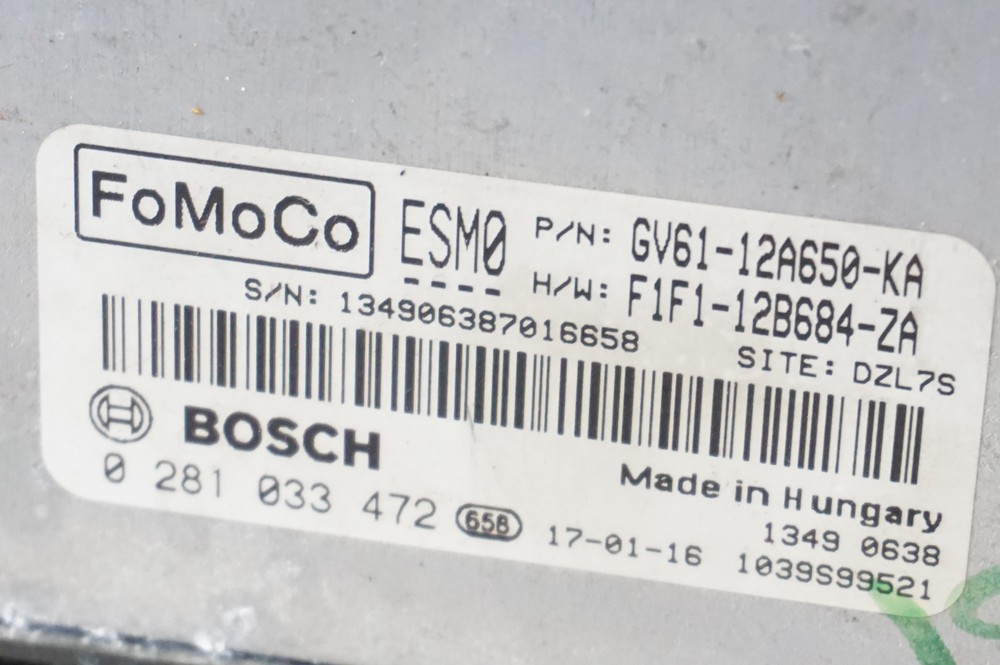 FoMoCo
ESM0
P/N: GV61-12A650-KA
H/W: F1F1-12B684-ZA
S/N: 134906387016658
SITE: DZL7S
BOSCH
Made in Hungary
0 281 033 472 658 17-01-16
1349 0638
1039S99521